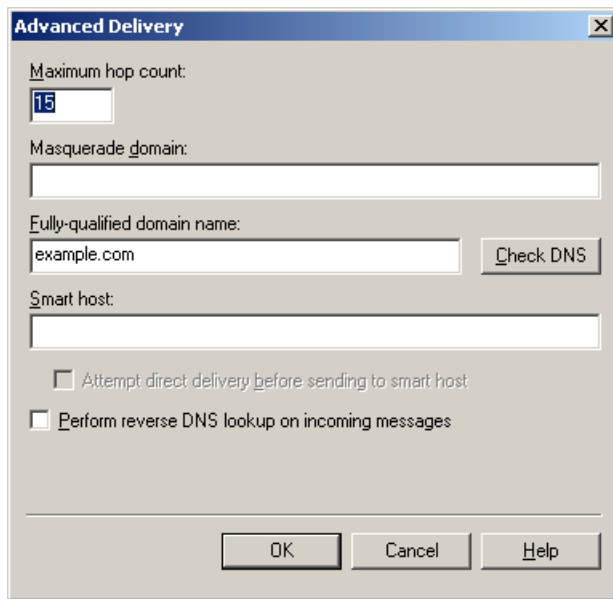 Advanced Delivery
Maximum hop count:
15
Masquerade domain:
Fully-qualified domain name:
example.com
Check DNS
Smart host:
Attempt direct delivery before sending to smart host
Perform reverse DNS lookup on incoming messages
OK Cancel Help